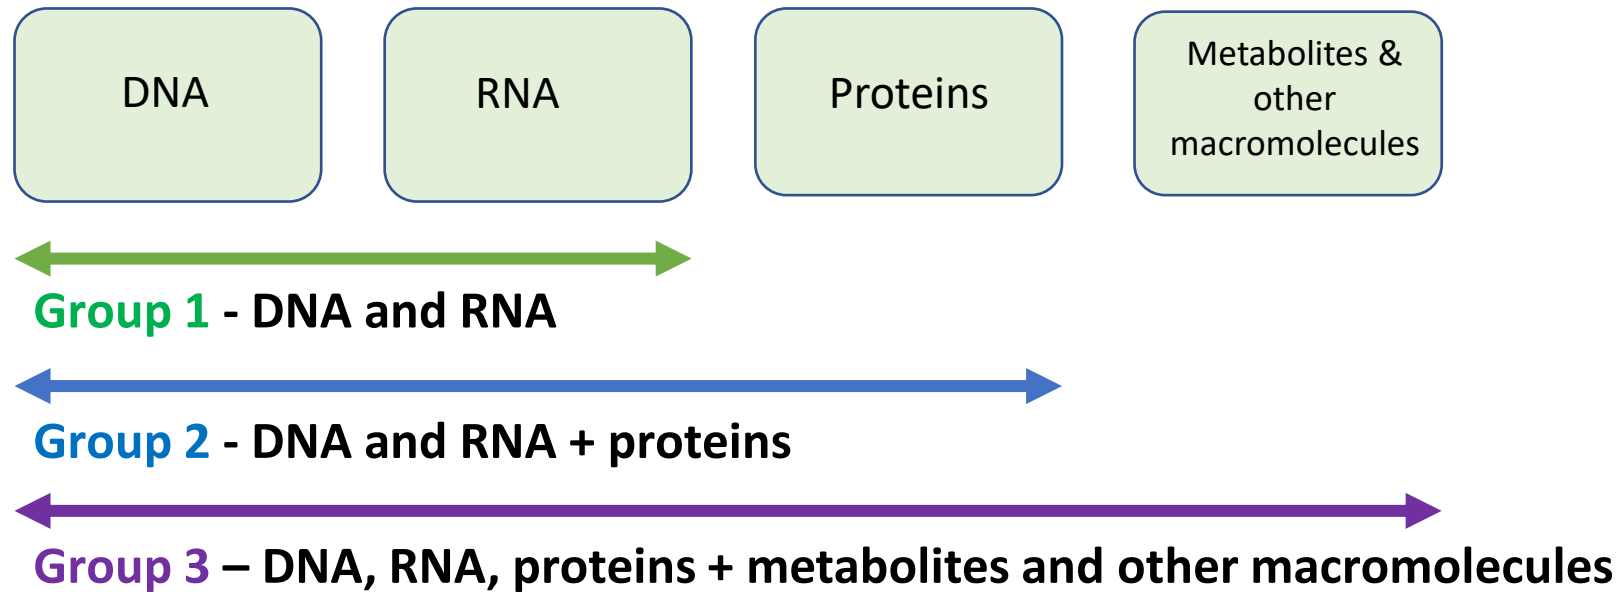 DNA
RNA
Proteins
Metabolites &
other
macromolecules
Group 1 - DNA and RNA
Group 2 - DNA and RNA + proteins
Group 3 – DNA, RNA, proteins + metabolites and other macromolecules